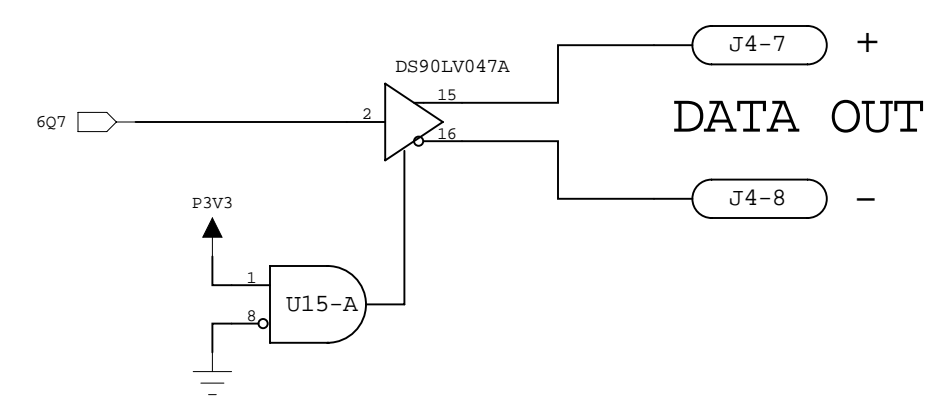 J4-7 +
DS90LV047A
15
DATA OUT
6Q7
2
16
P3V3
J4-8 −
1
U15-A
8